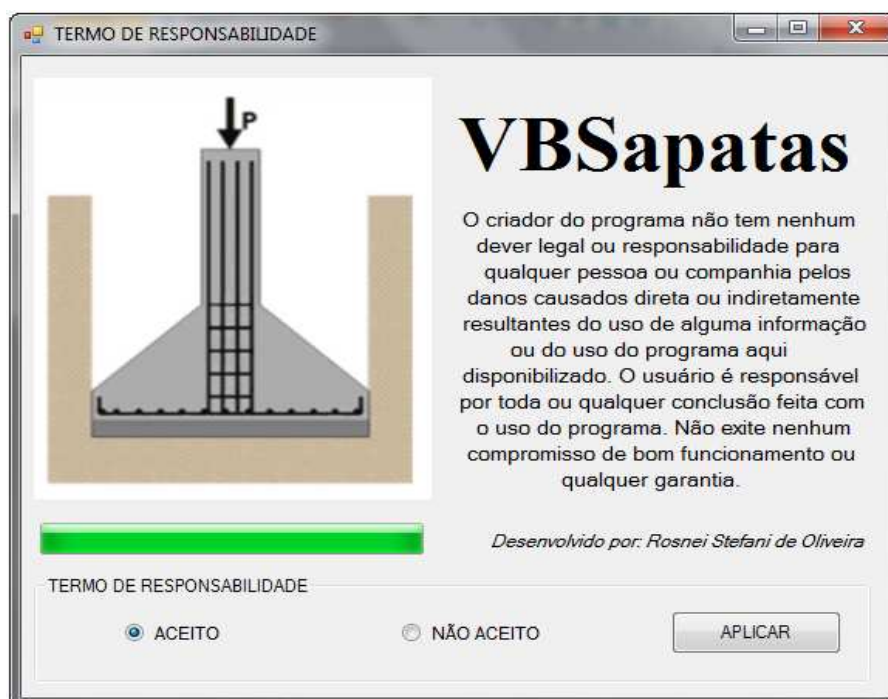 TERMO DE RESPONSABILIDADE
P
VBSapatas
O criador do programa não tem nenhum
dever legal ou responsabilidade para
qualquer pessoa ou companhia pelos
danos causados direta ou indiretamente
resultantes do uso de alguma informação
ou do uso do programa aqui
disponibilizado. O usuário é responsável
por toda ou qualquer conclusão feita com
o uso do programa. Não exite nenhum
compromisso de bom funcionamento ou
qualquer garantia.
Desenvolvido por: Rosnei Stefani de Oliveira
TERMO DE RESPONSABILIDADE
ACEITO
NÃO ACEITO
APLICAR